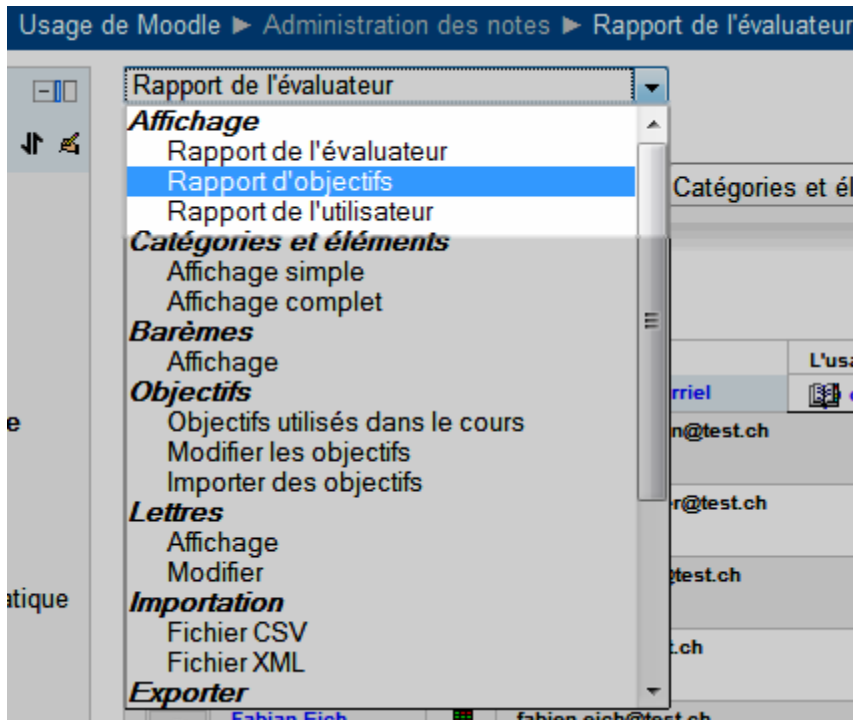 Usage de Moodle ► Administration des notes ► Rapport de l'évaluateur
Rapport de l'évaluateur
Affichage
Rapport de l'évaluateur
Rapport d'objectifs
Rapport de l'utilisateur
Catégories et éléments
Affichage simple
Affichage complet
Barèmes
Affichage
Objectifs
Objectifs utilisés dans le cours
Modifier les objectifs
Importer des objectifs
Lettres
Affichage
Modifier
Importation
Fichier CSV
Fichier XML
Exporter
Catégories et él
L'usa
rriel
n@test.ch
r@test.ch
test.ch
t.ch
e
atique
Fabian Eich
fabien.eich@test.ch